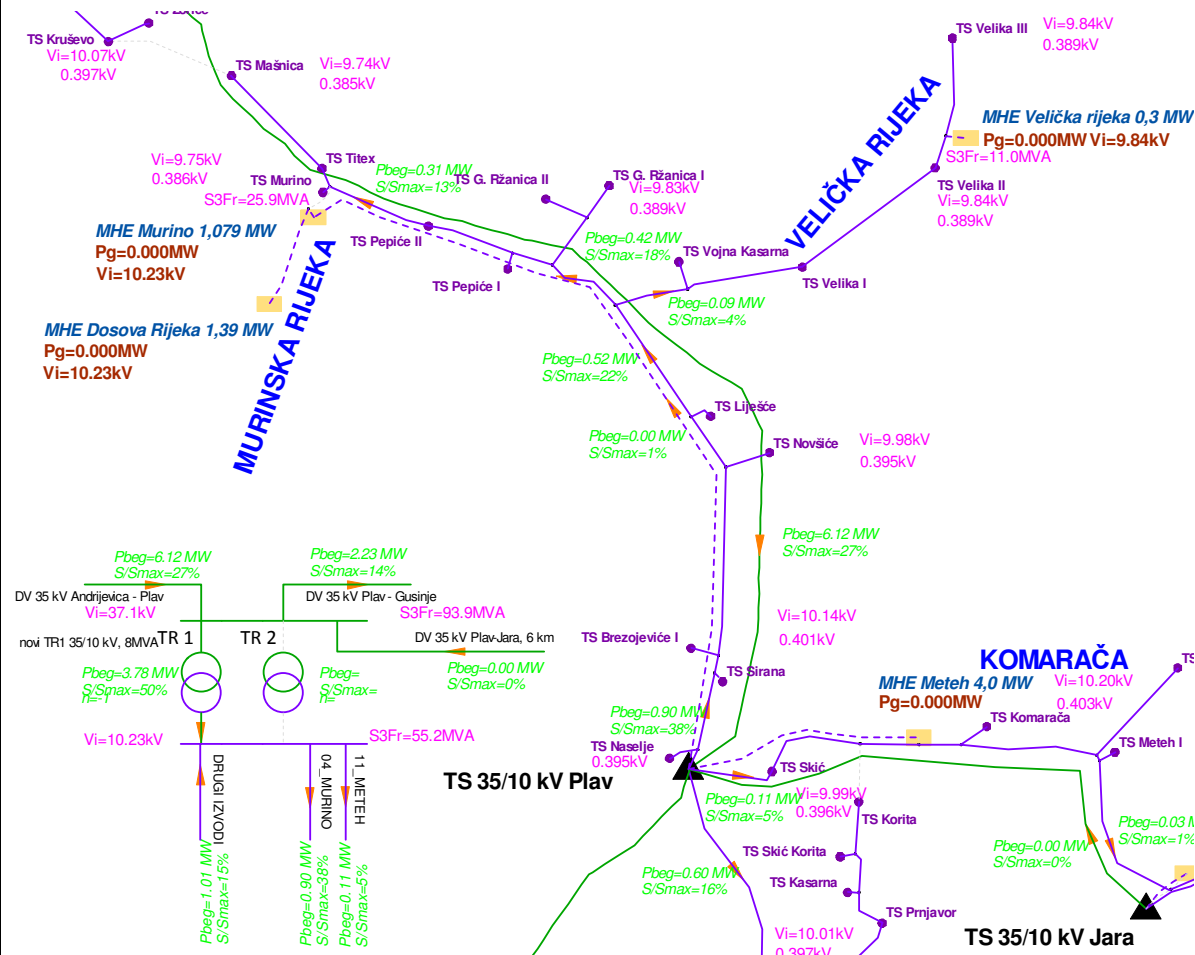 TS Kruševo
Vi=10.07kV
0.397kV
TS Mašnica
Vi=9.74kV
0.385kV
TS Velika III
Vi=9.84kV
0.389kV
MHE Velička rijeka 0,3 MW
Pg=0.000MW Vi=9.84kV
S3Fr=11.0MVA
TS Velika II
Vi=9.84kV
0.389kV
VELIČKA RIJEKA
Vi=9.75kV
0.386kV
TS Titex
TS Murino
S3Fr=25.9MVA
Pbeg=0.31 MW
S/Smax=13%
TS G. Ržanica II
TS G. Ržanica I
Vi=9.83kV
0.389kV
MHE Murino 1,079 MW
Pg=0.000MW
Vi=10.23kV
TS Pepiće II
TS Pepiće I
Pbeg=0.42 MW
S/Smax=18%
TS Vojna Kasarna
TS Velika I
Pbeg=0.09 MW
S/Smax=4%
MHE Dosova Rijeka 1,39 MW
Pg=0.000MW
Vi=10.23kV
MURINSKA RIJEKA
Pbeg=0.52 MW
S/Smax=22%
TS Liješće
Pbeg=0.00 MW
S/Smax=1%
TS Novšiće
Vi=9.98kV
0.395kV
Pbeg=6.12 MW
S/Smax=27%
Pbeg=6.12 MW
S/Smax=27%
Pbeg=2.23 MW
S/Smax=14%
DV 35 kV Andrijevica - Plav
DV 35 kV Plav - Gusinje
Vi=37.1kV
S3Fr=93.9MVA
novi TR1 35/10 kV, 8MVA
TR 1
TR 2
DV 35 kV Plav-Jara, 6 km
Pbeg=0.00 MW
S/Smax=0%
Pbeg=3.78 MW
S/Smax=50%
n=-1
Pbeg=
S/Smax=
n=
Vi=10.23kV
S3Fr=55.2MVA
DRUGI IZVODI
04_MURINO
11_METEH
Pbeg=1.01 MW
S/Smax=15%
Pbeg=0.90 MW
S/Smax=38%
Pbeg=0.11 MW
S/Smax=5%
Vi=10.14kV
0.401kV
TS Brezojeviće I
TS Sirana
Pbeg=0.90 MW
S/Smax=38%
TS Naselje
0.395kV
TS 35/10 kV Plav
KOMARAČA
MHE Meteh 4,0 MW
Pg=0.000MW
Vi=10.20kV
0.403kV
TS Komarača
TS Meteh I
TS Skić
Pbeg=0.11 MW
S/Smax=5%
Vi=9.99kV
0.396kV
TS Korita
TS Skić Korita
TS Kasarna
TS Prnjavor
Pbeg=0.60 MW
S/Smax=16%
Vi=10.01kV
0.397kV
Pbeg=0.00 MW
S/Smax=0%
Pbeg=0.03 M
S/Smax=1%
TS 35/10 kV Jara